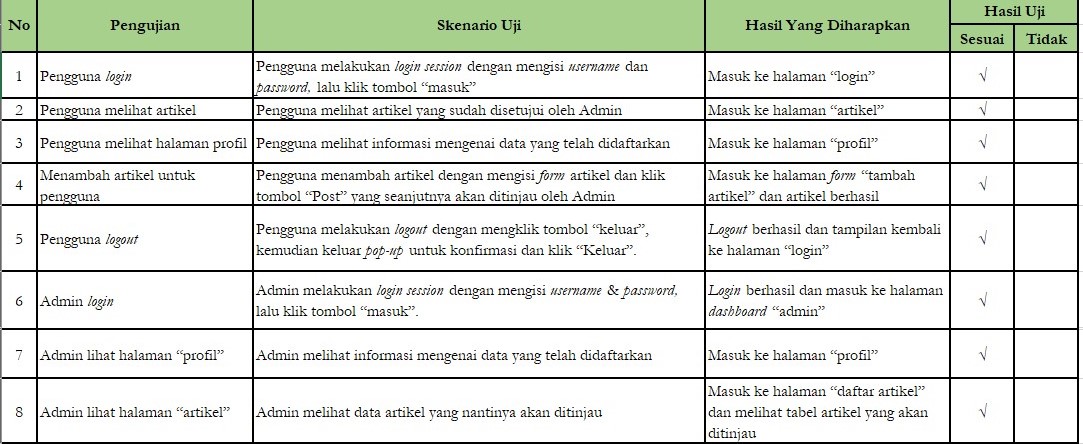 No
Pengujian
Skenario Uji
Hasil Yang Diharapkan
Hasil Uji
Sesuai
Tidak
1
Pengguna login
Pengguna melakukan login session dengan mengisi username dan
password, lalu klik tombol “masuk”
Masuk ke halaman “login”
√
2
Pengguna melihat artikel
Pengguna melihat artikel yang sudah disetujui oleh Admin
Masuk ke halaman “artikel”
√
3
Pengguna melihat halaman profil
Pengguna melihat informasi mengenai data yang telah didaftarkan
Masuk ke halaman “profil”
√
4
Menambah artikel untuk
pengguna
Pengguna menambah artikel dengan mengisi form artikel dan klik
tombol “Post” yang seanjutnya akan ditinjau oleh Admin
Masuk ke halaman form “tambah
artikel” dan artikel berhasil
√
5
Pengguna logout
Pengguna melakukan logout dengan mengklik tombol “keluar”,
kemudian keluar pop-up untuk konfirmasi dan klik “Keluar”.
Logout berhasil dan tampilan kembali
ke halaman “login”
√
6
Admin login
Admin melakukan login session dengan mengisi username & password,
lalu klik tombol “masuk”.
Login berhasil dan masuk ke halaman
dashboard “admin”
√
7
Admin lihat halaman “profil”
Admin melihat informasi mengenai data yang telah didaftarkan
Masuk ke halaman “profil”
√
8
Admin lihat halaman “artikel”
Admin melihat data artikel yang nantinya akan ditinjau
Masuk ke halaman “daftar artikel”
dan melihat tabel artikel yang akan
ditinjau
√